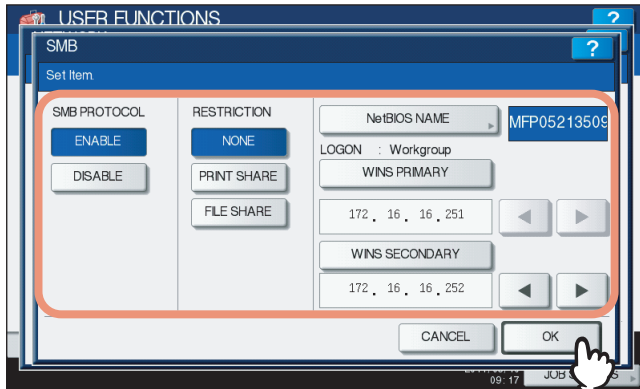 USER FUNCTIONS
?
SMB
?
Set Item.
SMB PROTOCOL
ENABLE
DISABLE
RESTRICTION
NONE
PRINT SHARE
FILE SHARE
NetBIOS NAME
MFP05213509
LOGON : Workgroup
WINS PRIMARY
172 . 16 . 16 . 251
WINS SECONDARY
172 . 16 . 16 . 252
CANCEL
OK
09: 17
JOB